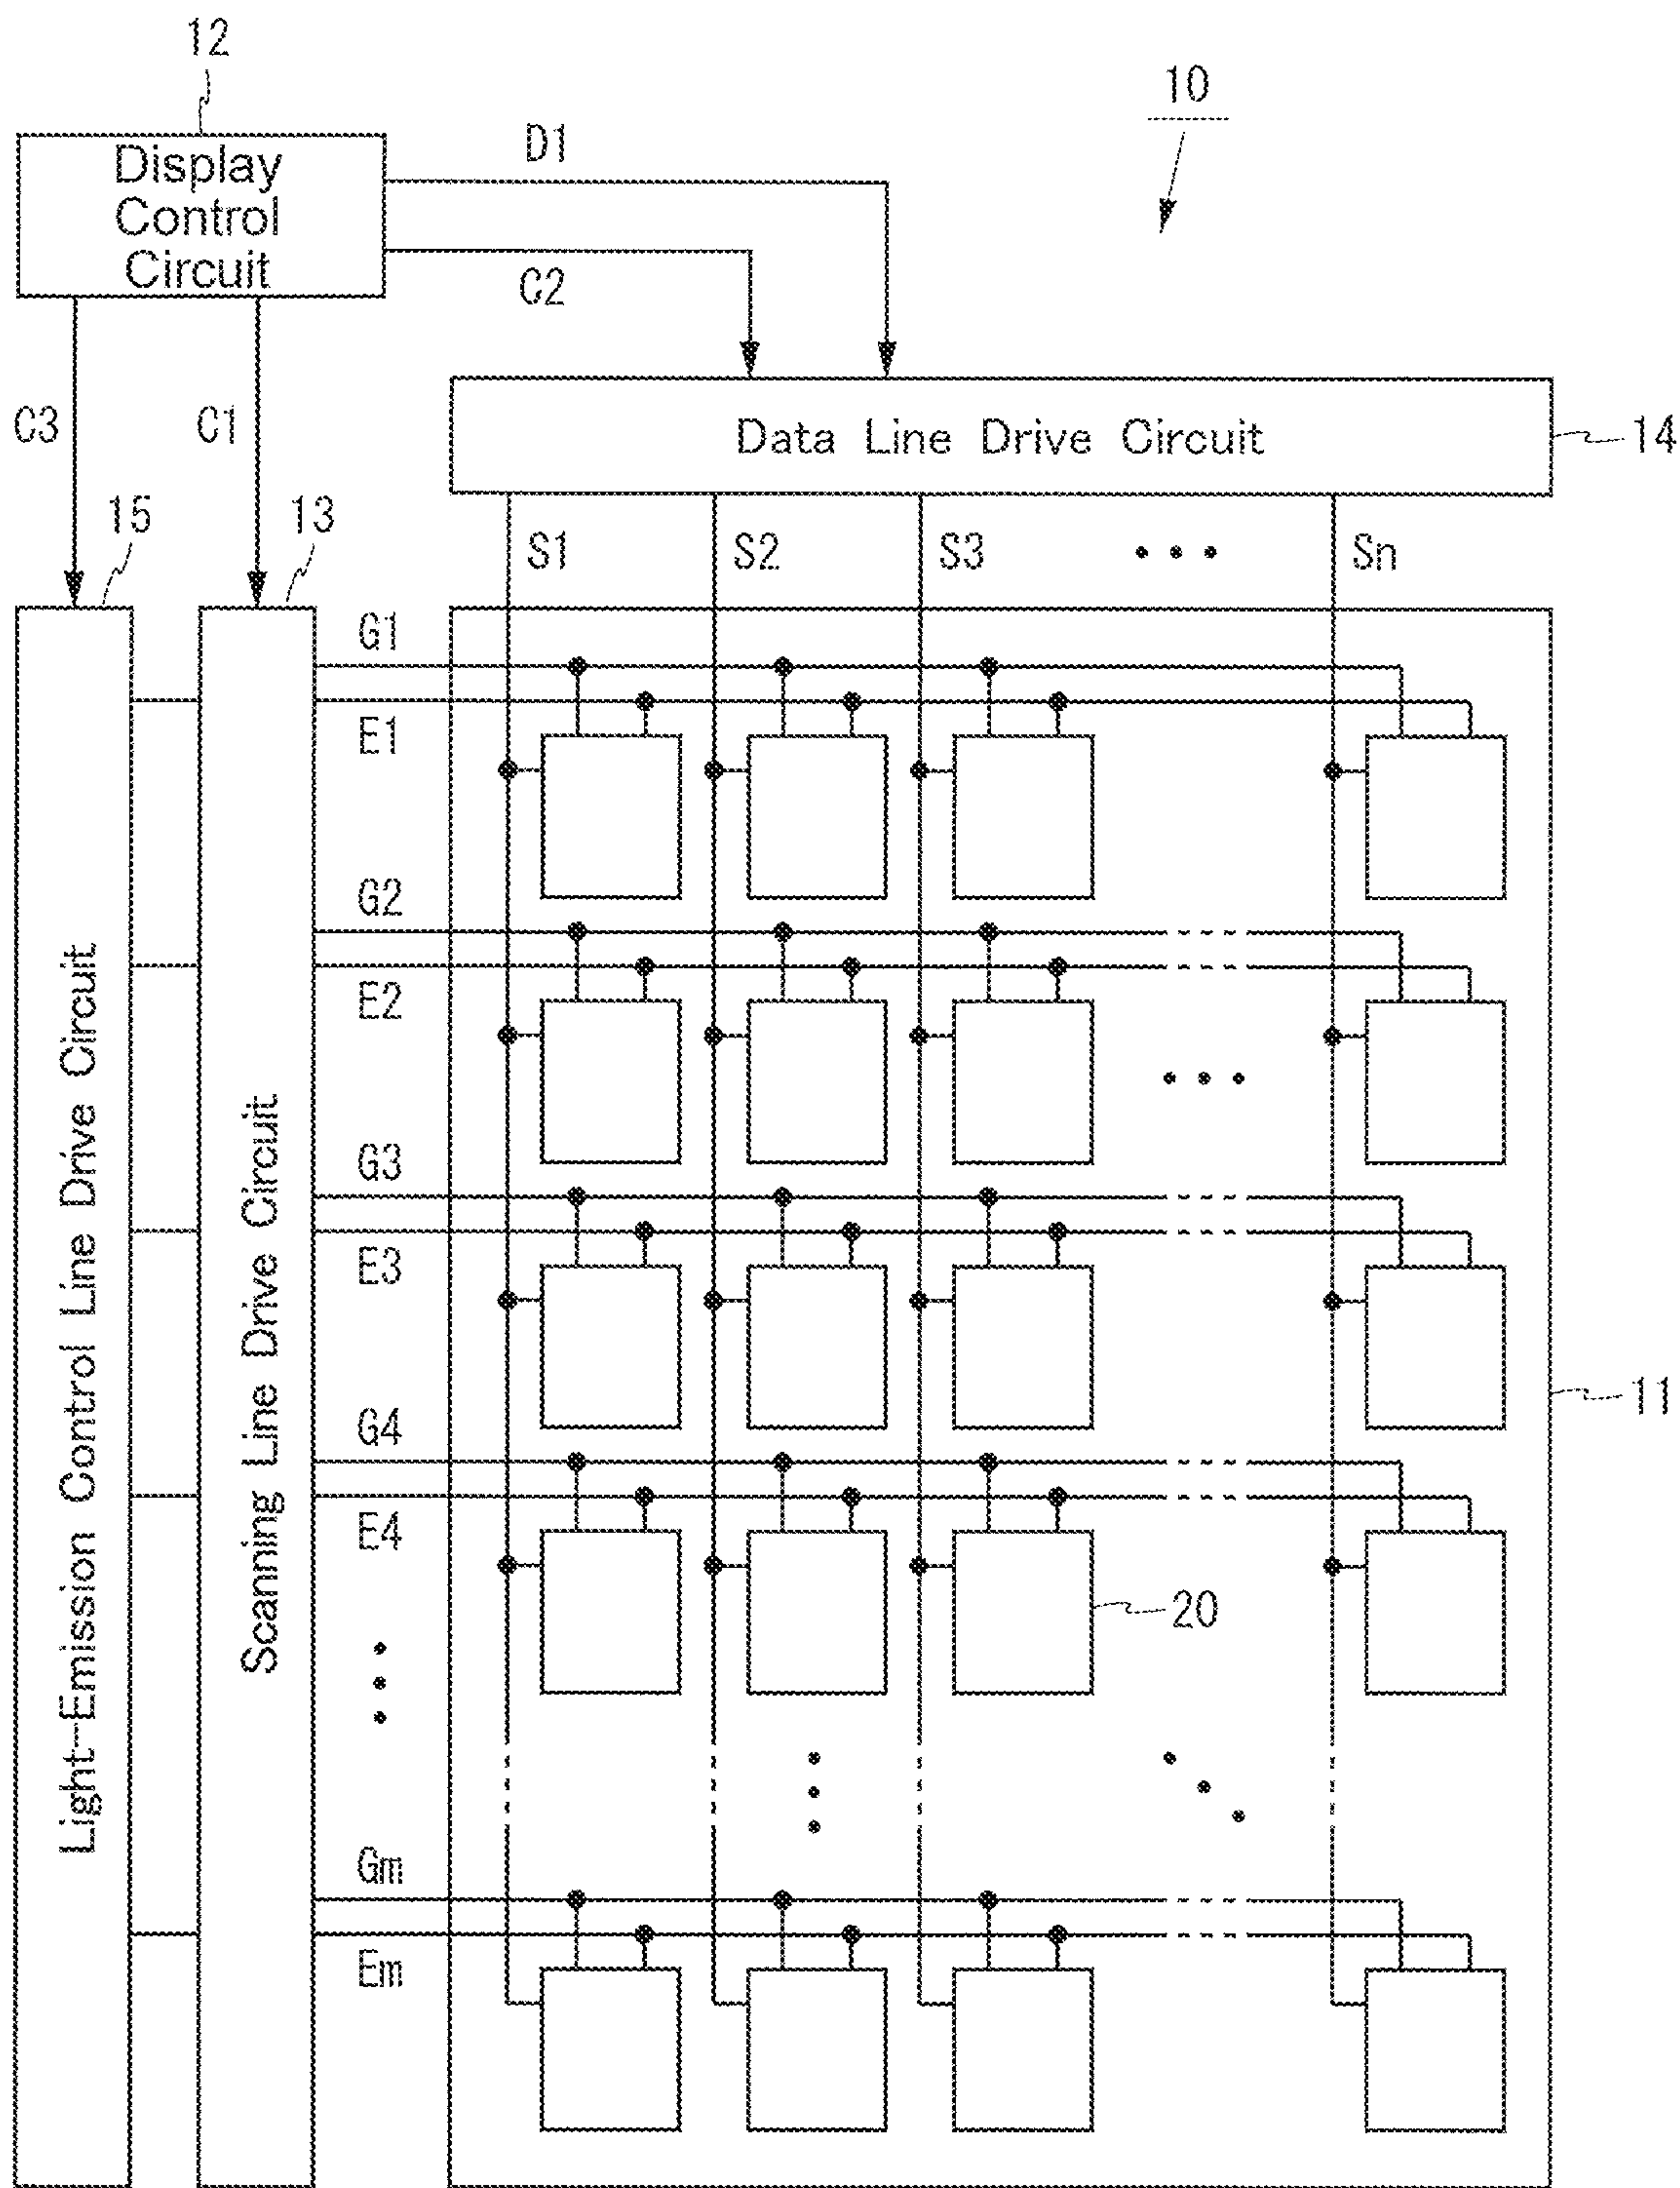 12
10
D1
Display
Control
Circuit
C2
C3
C1
Data Line Drive Circuit
14
15
13
S1
S2
S3
Sn
G1
E1
G2
E2
G3
E3
11
G4
E4
20
Gm
Em
Light-Emission Control Line Drive Circuit
Scanning Line Drive Circuit